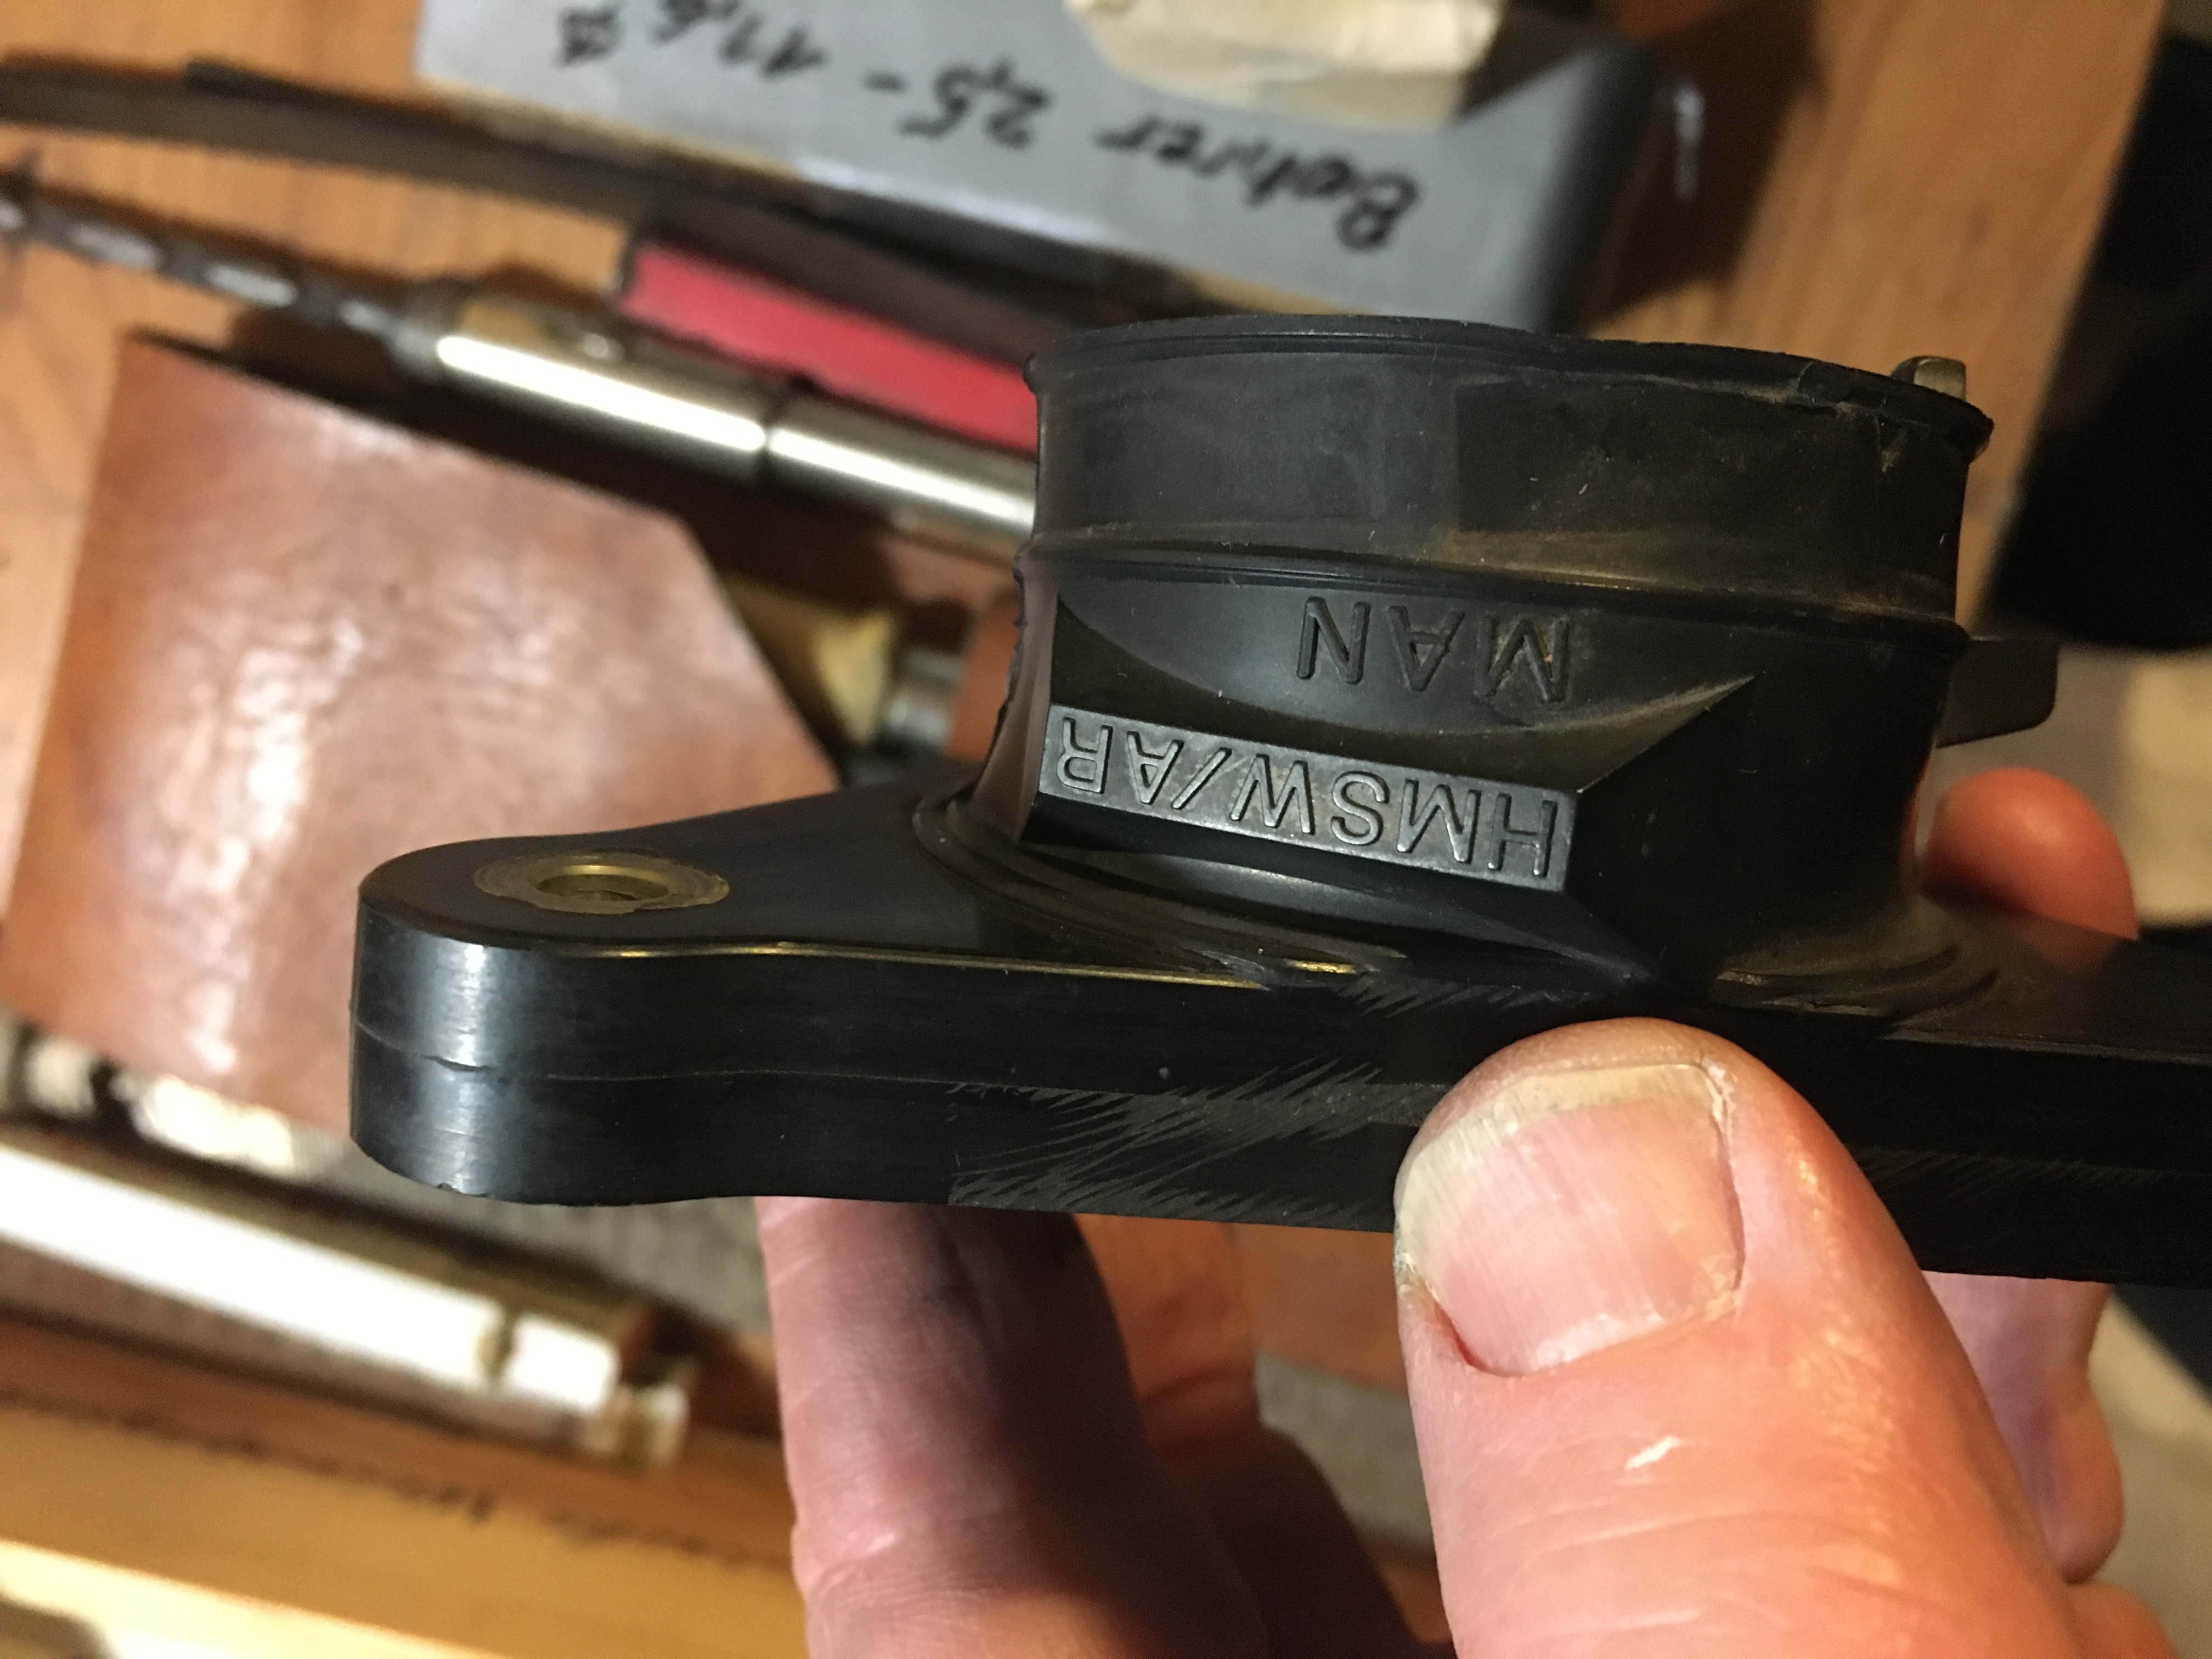 Bohrer 2,5 - 11,6 ø
HMSW/AR
MAN